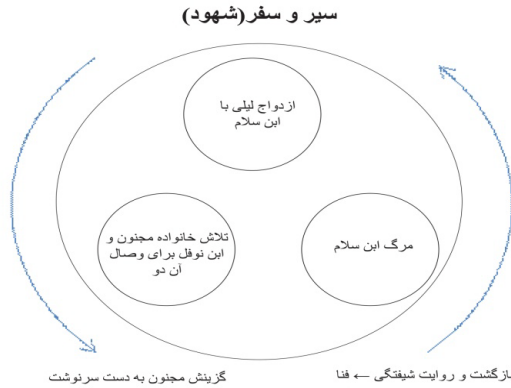 سیر و سفر(شهود)
ازدواج لیلی با
ابن سلام
تلاش خانواده مجنون و
ابن نوفل برای وصال
آن دو
مرگ ابن سلام
گزینش مجنون به دست سرنوشت
بازگشت و روایت شیفتگی ← فنا